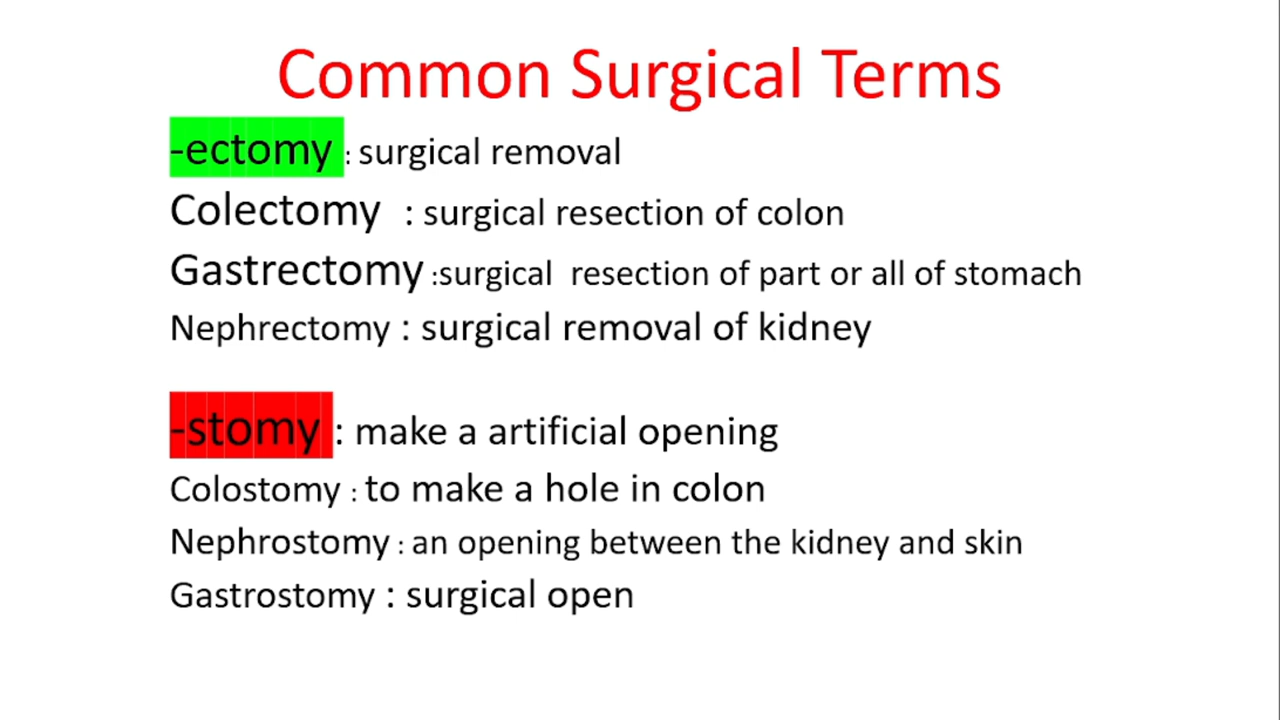 Common Surgical Terms
-ectomy : surgical removal
Colectomy : surgical resection of colon
Gastrectomy :surgical resection of part or all of stomach
Nephrectomy : surgical removal of kidney
-stomy : make a artificial opening
Colostomy : to make a hole in colon
Nephrostomy : an opening between the kidney and skin
Gastrostomy : surgical open